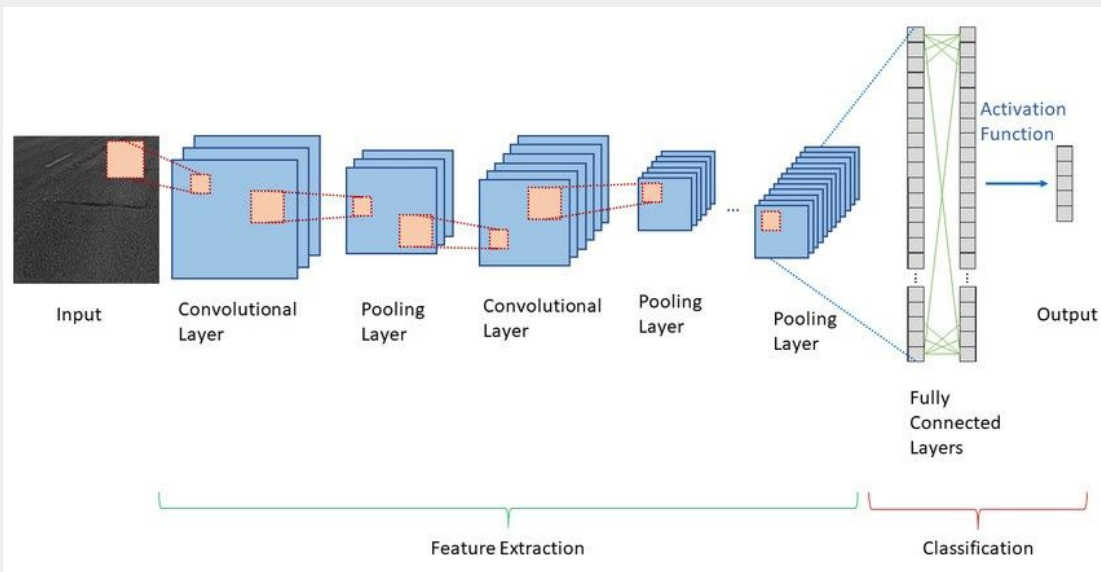 Activation
Function
Input
Convolutional
Layer
Pooling
Layer
Convolutional
Layer
Pooling
Layer
...
Pooling
Layer
Output
Fully
Connected
Layers
Feature Extraction
Classification